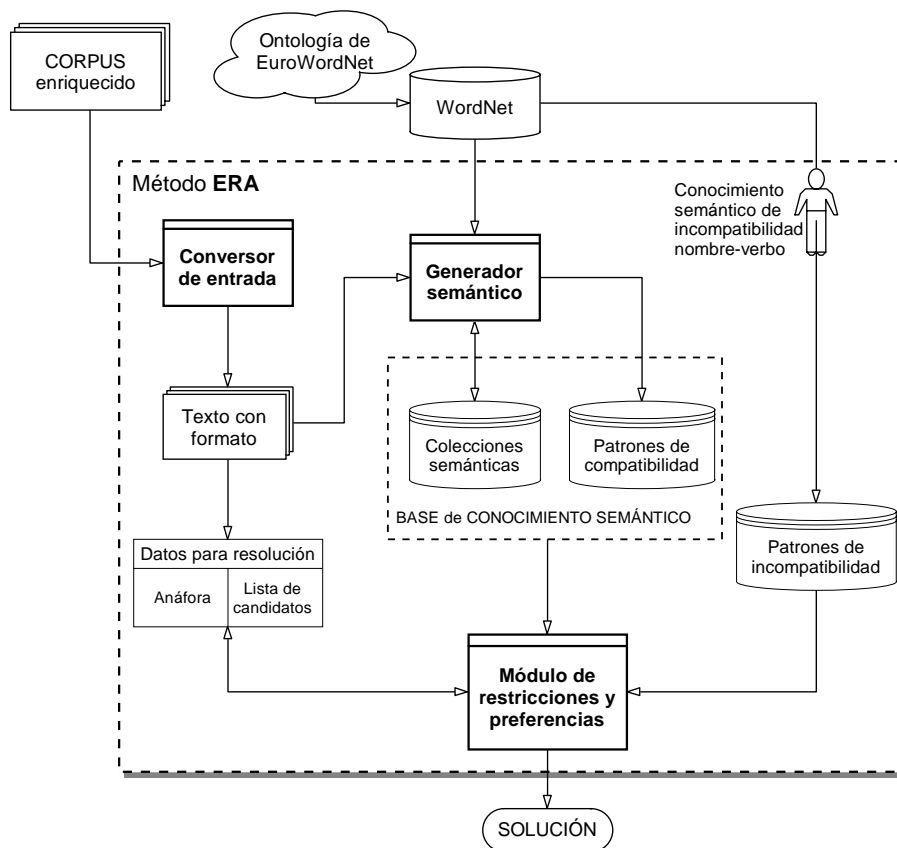 CORPUS
enriquecido
Ontología de
EuroWordNet
WordNet
Método ERA
Conocimiento
semántico de
incompatibilidad
nombre-verbo
Conversor
de entrada
Generador
semántico
Texto con
formato
Colecciones
semánticas
Patrones de
compatibilidad
BASE de CONOCIMIENTO SEMÁNTICO
Datos para resolución
Anáfora
Lista de
candidatos
Patrones de
incompatibilidad
Módulo de
restricciones y
preferencias
SOLUCIÓN